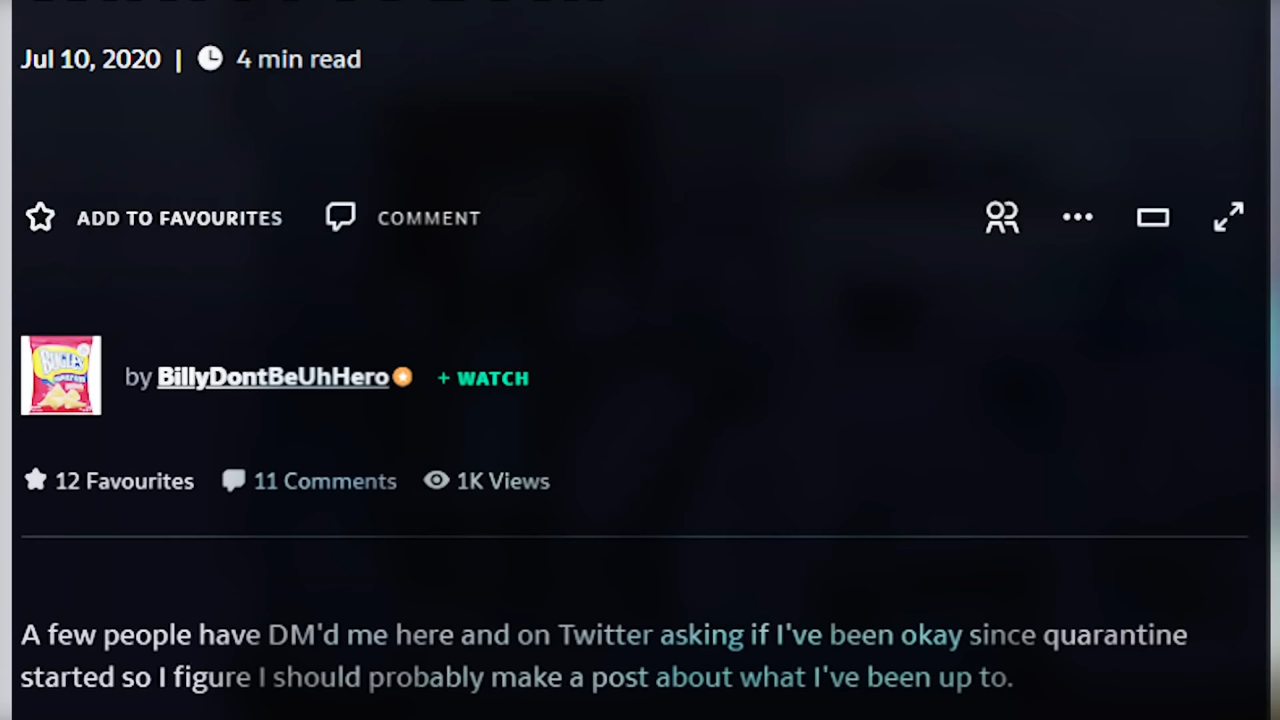 Jul 10, 2020 | 4 min read
ADD TO FAVOURITES COMMENT
BUGLES
by BillyDontBeUhHero + WATCH
12 Favourites 11 Comments 1K Views
A few people have DM'd me here and on Twitter asking if I've been okay since quarantine
started so I figure I should probably make a post about what I've been up to.